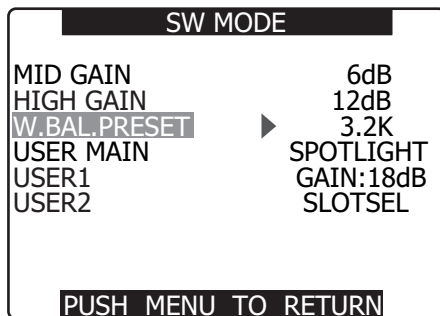 SW MODE
MID GAIN 6dB
HIGH GAIN 12dB
W.BAL.PRESET 3.2K
USER MAIN SPOTLIGHT
USER1 GAIN:18dB
USER2 SLOTSEL
PUSH MENU TO RETURN